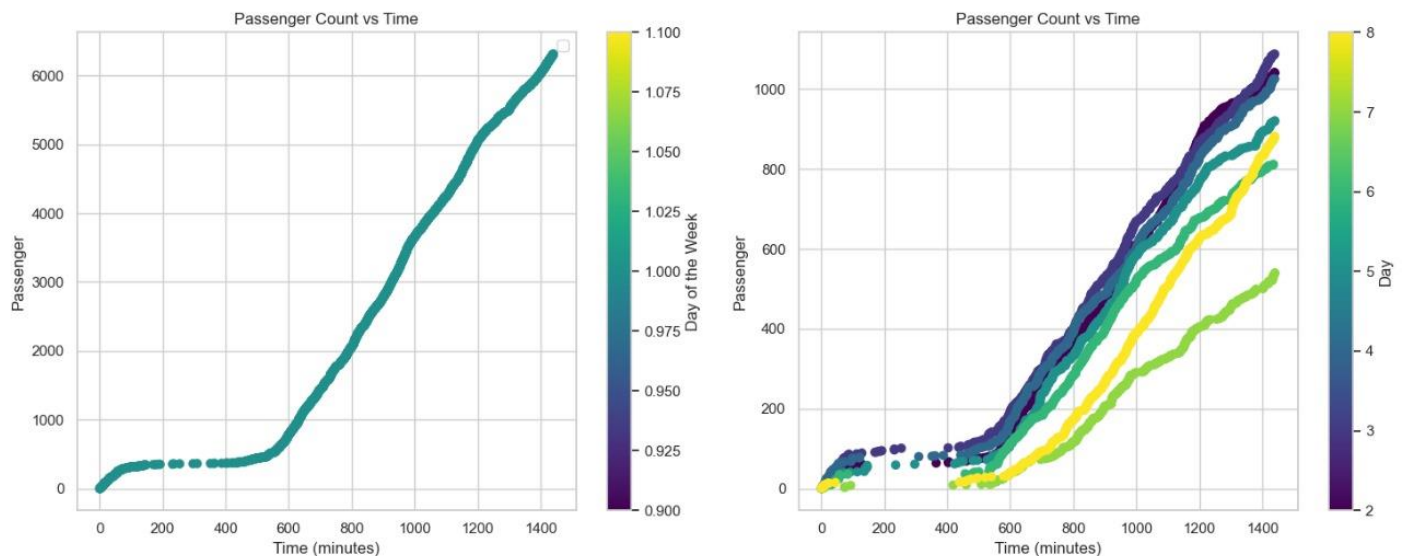 Passenger Count vs Time
6000
5000
4000
3000
2000
1000
0
Passenger
0 200 400 600 800 1000 1200 1400
Time (minutes)
1.100
1.075
1.050
1.025
1.000
0.975
0.950
0.925
0.900
Day of the Week
Passenger Count vs Time
1000
800
600
400
200
0
Passenger
0 200 400 600 800 1000 1200 1400
Time (minutes)
8
7
6
5
4
3
2
Day